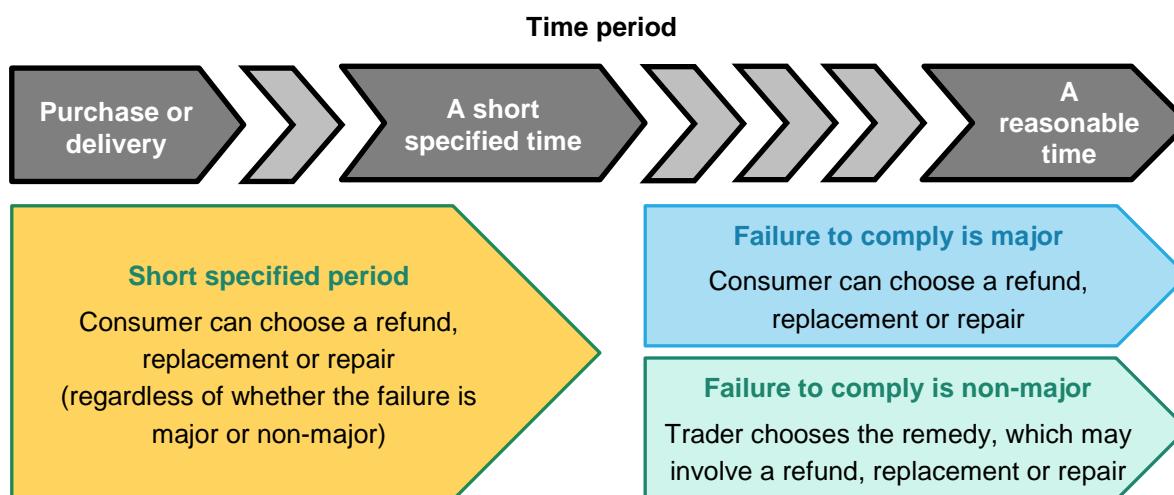 Time period
Purchase or
delivery
A short
specified time
A
reasonable
time
Short specified period
Consumer can choose a refund,
replacement or repair
(regardless of whether the failure is
major or non-major)
Failure to comply is major
Consumer can choose a refund,
replacement or repair
Failure to comply is non-major
Trader chooses the remedy, which may
involve a refund, replacement or repair